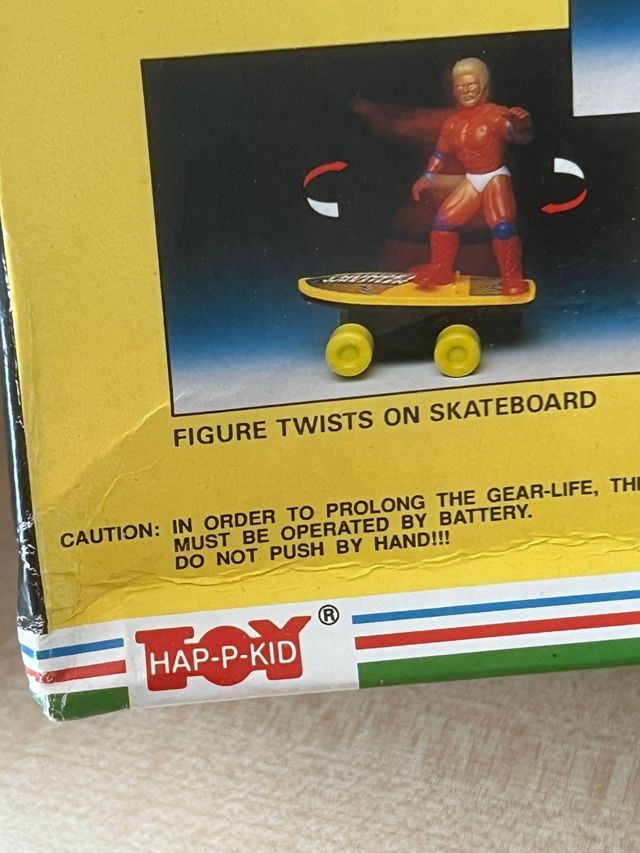 FIGURE TWISTS ON SKATEBOARD
CAUTION: IN ORDER TO PROLONG THE GEAR-LIFE,
MUST BE OPERATED BY BATTERY.
DO NOT PUSH BY HAND!!!
TOY ®
HAP-P-KID